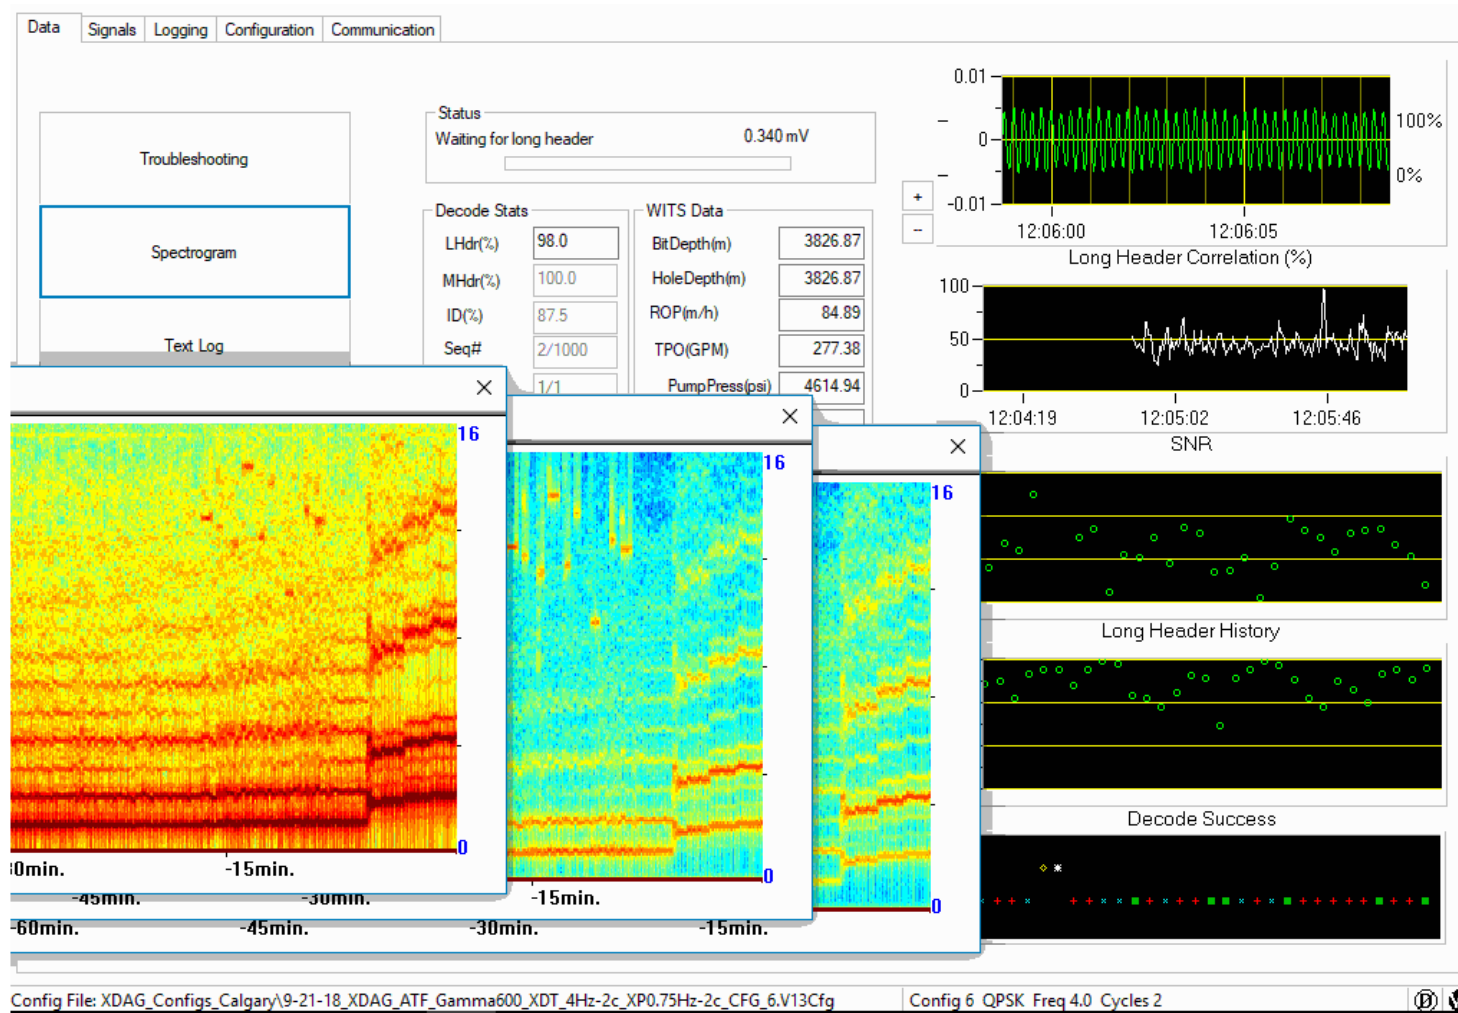 Data Signals Logging Configuration Communication
Troubleshooting
Spectrogram
Text Log
Status
Waiting for long header 0.340 mV
Decode Stats
LHdr(%) 98.0
MHdr(%) 100.0
ID(%) 87.5
Seq# 2/1000
1/1
WITS Data
BitDepth(m) 3826.87
HoleDepth(m) 3826.87
ROP(m/h) 84.89
TPO(GPM) 277.38
PumpPress(psi) 4614.94
+
--
0.01
0
-0.01
100%
0%
12:06:00 12:06:05
Long Header Correlation (%)
100
50
0
12:04:19 12:05:02 12:05:46
SNR
Long Header History
Decode Success
16
0
-15min.
16
0
-45min. -30min. -15min.
16
0
-60min. -45min. -30min. -15min.
Config File: XDAG_Configs_Calgary\9-21-18_XDAG_ATF_Gamma600_XDT_4Hz-2c_XP0.75Hz-2c_CFG_6.V13Cfg
Config 6 QPSK Freq 4.0 Cycles 2